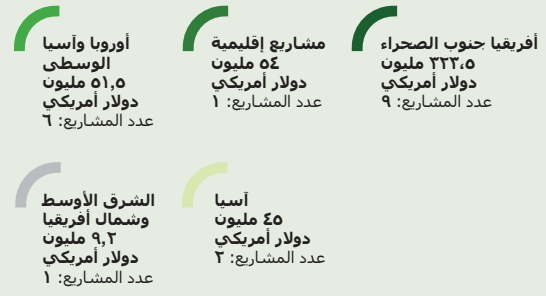 أفريقيا جنوب الصحراء
٣٢٣،٥ مليون
دولار أمريكي
عدد المشاريع: ٩
مشاريع إقليمية
٥٤ مليون
دولار أمريكي
عدد المشاريع: ١
أوروبا وآسيا
الوسطى
٥١,٥ مليون
دولار أمريكي
عدد المشاريع: ٦
آسيا
٤٥ مليون
دولار أمريكي
عدد المشاريع: ٢
الشرق الأوسط
وشمال أفريقيا
٩,٢ مليون
دولار أمريكي
عدد المشاريع: ١